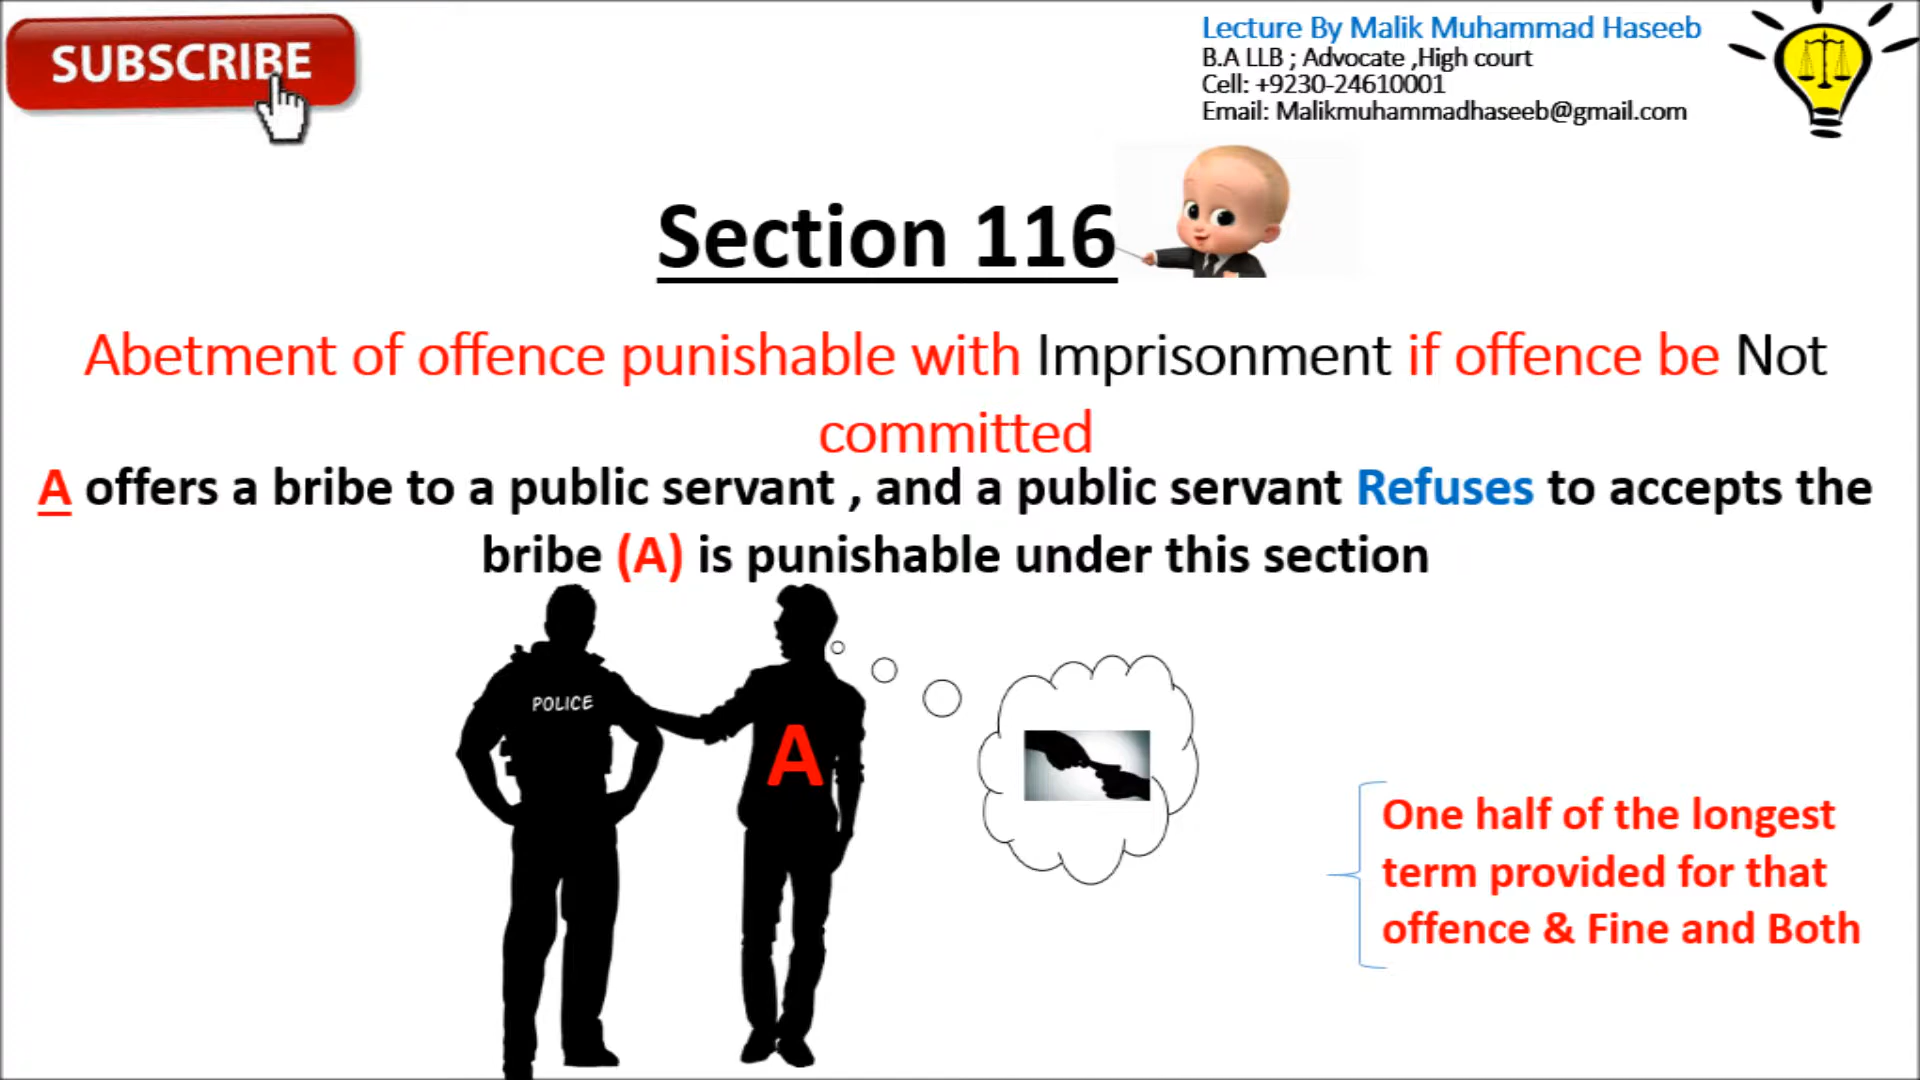 SUBSCRIBE
Lecture By Malik Muhammad Haseeb
B.A LLB ; Advocate ,High court
Cell: +9230-24610001
Email: Malikmuhammadhaseeb@gmail.com
Section 116
Abetment of offence punishable with Imprisonment if offence be Not
committed
A offers a bribe to a public servant , and a public servant Refuses to accepts the
bribe (A) is punishable under this section
POLICE
A
One half of the longest
term provided for that
offence & Fine and Both